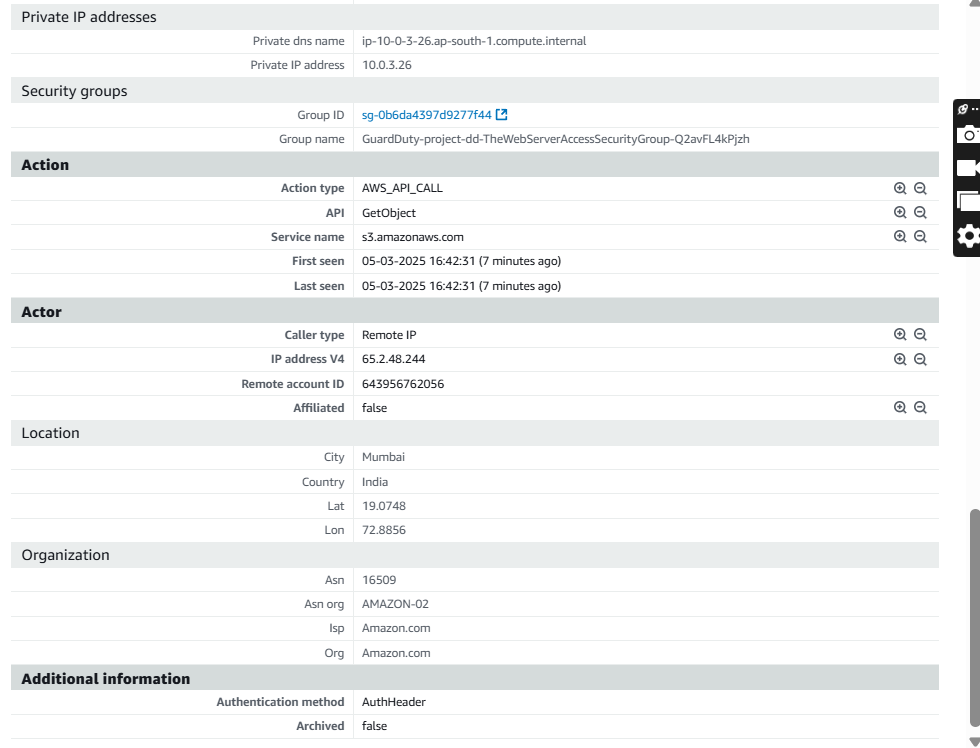 Private IP addresses
Private dns name ip-10-0-3-26.ap-south-1.compute.internal
Private IP address 10.0.3.26
Security groups
Group ID sg-0b6da4397d9277f44
Group name GuardDuty-project-dd-TheWebServerAccessSecurityGroup-Q2avFL4kPjzh
Action
Action type AWS_API_CALL
API GetObject
Service name s3.amazonaws.com
First seen 05-03-2025 16:42:31 (7 minutes ago)
Last seen 05-03-2025 16:42:31 (7 minutes ago)
Actor
Caller type Remote IP
IP address V4 65.2.48.244
Remote account ID 643956762056
Affiliated false
Location
City Mumbai
Country India
Lat 19.0748
Lon 72.8856
Organization
Asn 16509
Asn org AMAZON-02
Isp Amazon.com
Org Amazon.com
Additional information
Authentication method AuthHeader
Archived false